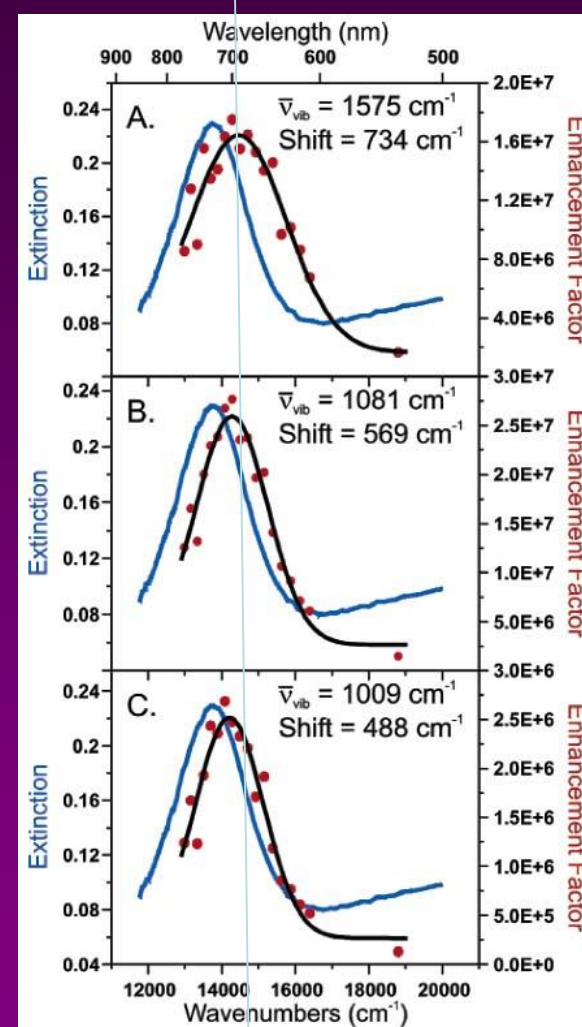 Wavelength (nm)
900 800 700 600 500
A.
ν̅vib = 1575 cm-1
Shift = 734 cm-1
Extinction
0.24
0.2
0.16
0.12
0.08
2.0E+7
1.6E+7
1.2E+7
8.0E+6
4.0E+6
Enhancement Factor
B.
ν̅vib = 1081 cm-1
Shift = 569 cm-1
Extinction
0.24
0.2
0.16
0.12
0.08
3.0E+7
2.5E+7
2.0E+7
1.5E+7
1.0E+7
5.0E+6
Enhancement Factor
C.
ν̅vib = 1009 cm-1
Shift = 488 cm-1
Extinction
0.24
0.2
0.16
0.12
0.08
0.04
3.0E+6
2.5E+6
2.0E+6
1.5E+6
1.0E+6
5.0E+5
0.0E+0
Enhancement Factor
12000 14000 16000 18000 20000
Wavenumbers (cm-1)